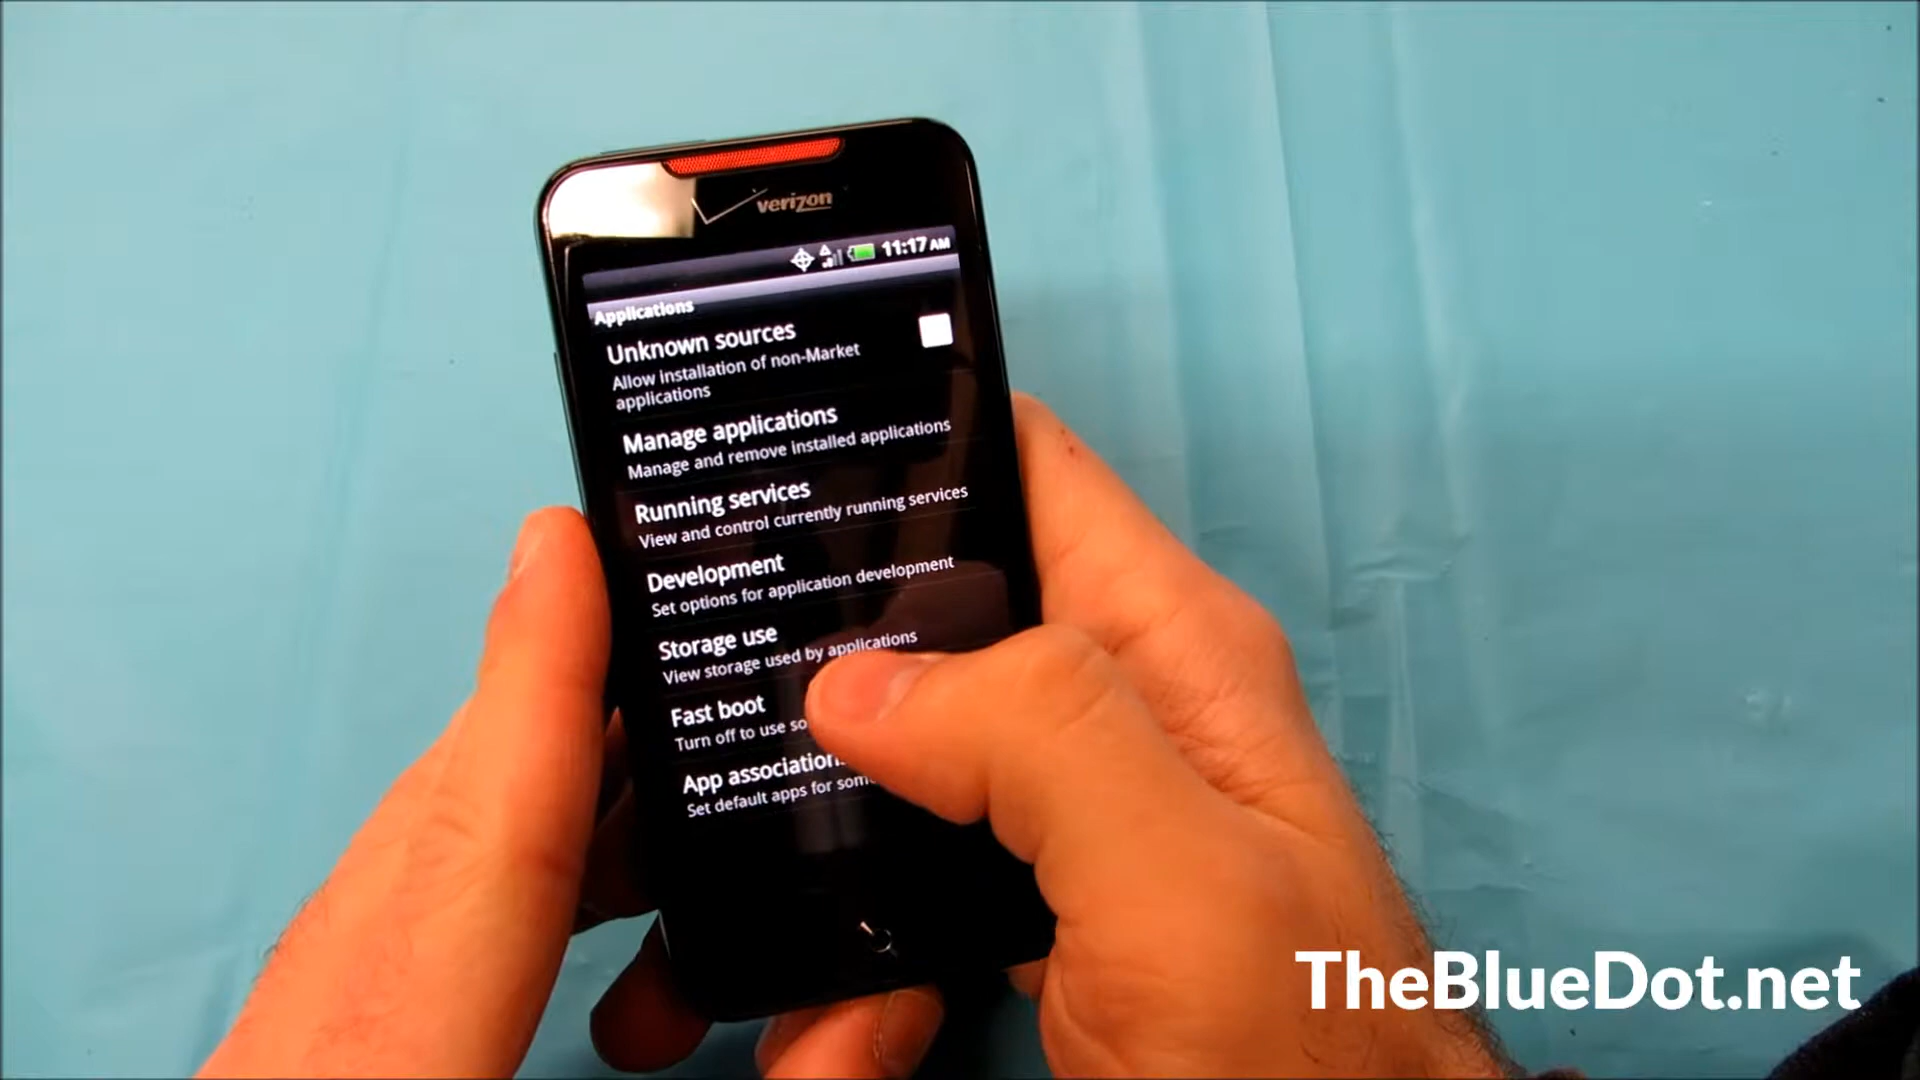 verizon
11:17 AM
Applications
Unknown sources
Allow installation of non-Market
applications
Manage applications
Manage and remove installed applications
Running services
View and control currently running services
Development
Set options for application development
Storage use
View storage used by applications
Fast boot
Turn off to use
App association
Set default apps for
TheBlueDot.net